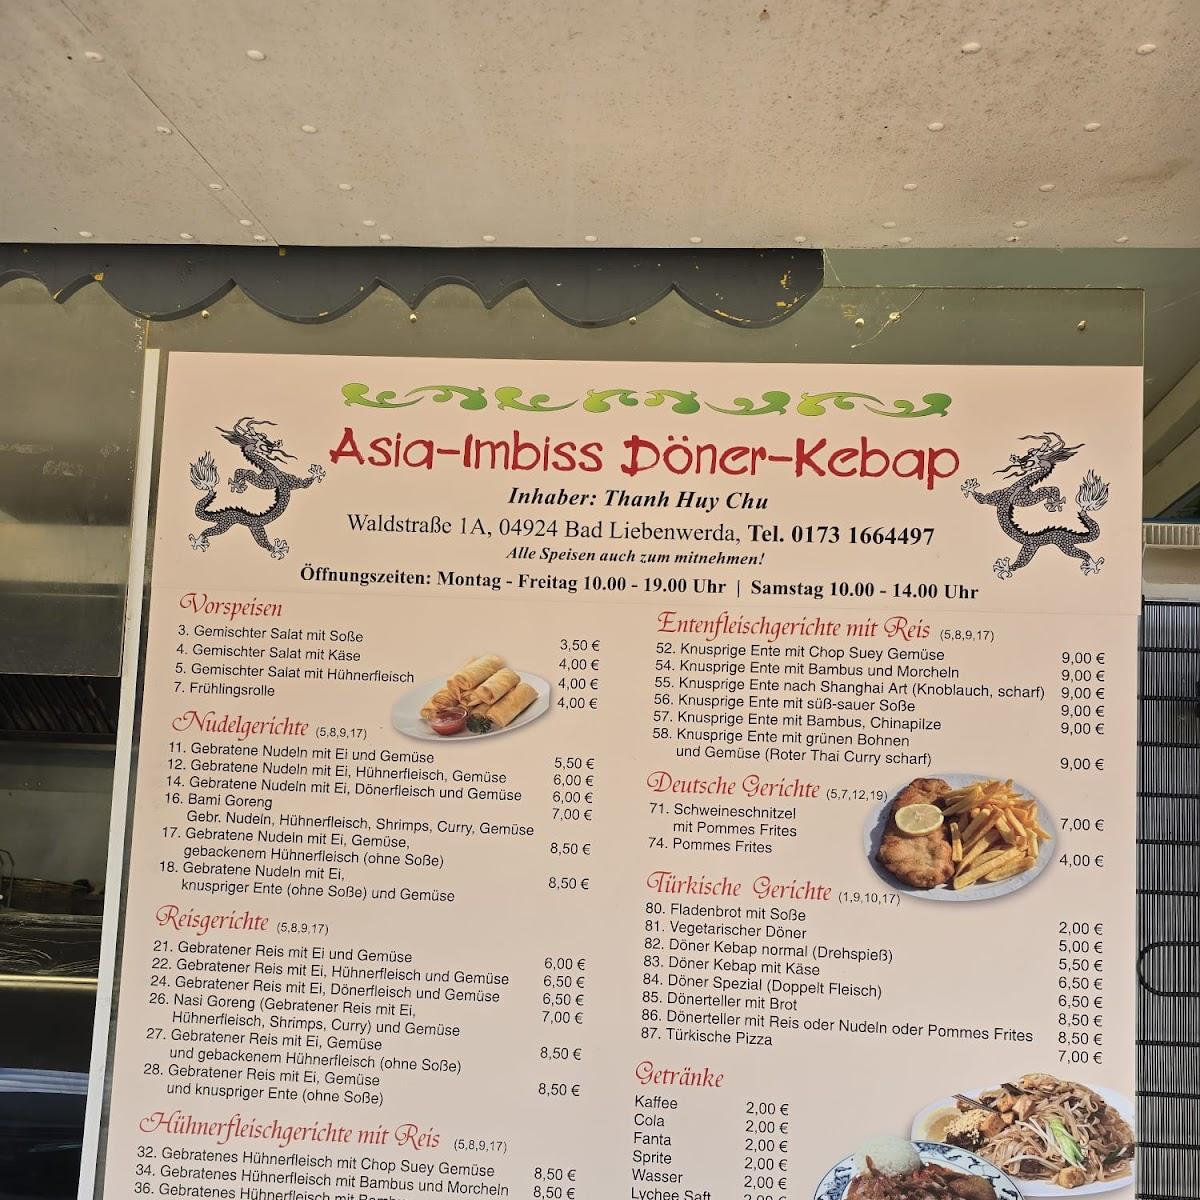 Asia-Imbiss Döner-Kebap
Inhaber: Thanh Huy Chu
Waldstraße 1A, 04924 Bad Liebenwerda, Tel. 0173 1664497
Alle Speisen auch zum mitnehmen!
Öffnungszeiten: Montag - Freitag 10.00 - 19.00 Uhr | Samstag 10.00 - 14.00 Uhr
Vorspeisen
3. Gemischter Salat mit Soße 3,50 €
4. Gemischter Salat mit Käse 4,00 €
5. Gemischter Salat mit Hühnerfleisch 4,00 €
7. Frühlingsrolle 4,00 €
Nudelgerichte (5,8,9,17)
11. Gebratene Nudeln mit Ei und Gemüse 5,50 €
12. Gebratene Nudeln mit Ei, Hühnerfleisch, Gemüse 6,00 €
14. Gebratene Nudeln mit Ei, Dönerfleisch und Gemüse 6,00 €
16. Bami Goreng 7,00 €
Gebr. Nudeln, Hühnerfleisch, Shrimps, Curry, Gemüse
17. Gebratene Nudeln mit Ei, Gemüse,
gebackenem Hühnerfleisch (ohne Soße) 8,50 €
18. Gebratene Nudeln mit Ei,
knuspriger Ente (ohne Soße) und Gemüse 8,50 €
Reisgerichte (5,8,9,17)
21. Gebratener Reis mit Ei und Gemüse 6,00 €
22. Gebratener Reis mit Ei, Hühnerfleisch und Gemüse 6,50 €
24. Gebratener Reis mit Ei, Dönerfleisch und Gemüse 6,50 €
26. Nasi Goreng (Gebratener Reis mit Ei, 7,00 €
Hühnerfleisch, Shrimps, Curry) und Gemüse
27. Gebratener Reis mit Ei, Gemüse
und gebackenem Hühnerfleisch (ohne Soße) 8,50 €
28. Gebratener Reis mit Ei, Gemüse
und knuspriger Ente (ohne Soße) 8,50 €
Hühnerfleischgerichte mit Reis (5,8,9,17)
32. Gebratenes Hühnerfleisch mit Chop Suey Gemüse 8,50 €
34. Gebratenes Hühnerfleisch mit Bambus und Morcheln 8,50 €
36. Gebratenes Hühnerfleisch mit
Entenfleischgerichte mit Reis (5,8,9,17)
52. Knusprige Ente mit Chop Suey Gemüse 9,00 €
54. Knusprige Ente mit Bambus und Morcheln 9,00 €
55. Knusprige Ente nach Shanghai Art (Knoblauch, scharf) 9,00 €
56. Knusprige Ente mit süß-sauer Soße 9,00 €
57. Knusprige Ente mit Bambus, Chinapilze 9,00 €
58. Knusprige Ente mit grünen Bohnen
und Gemüse (Roter Thai Curry scharf) 9,00 €
Deutsche Gerichte (5,7,12,19)
71. Schweineschnitzel
mit Pommes Frites 7,00 €
74. Pommes Frites 4,00 €
Türkische Gerichte (1,9,10,17)
80. Fladenbrot mit Soße 2,00 €
81. Vegetarischer Döner 5,00 €
82. Döner Kebap normal (Drehspieß) 5,50 €
83. Döner Kebap mit Käse 6,50 €
84. Döner Spezial (Doppelt Fleisch) 6,50 €
85. Dönerteller mit Brot 8,50 €
86. Dönerteller mit Reis oder Nudeln oder Pommes Frites 8,50 €
87. Türkische Pizza 7,00 €
Getränke
Kaffee 2,00 €
Cola 2,00 €
Fanta 2,00 €
Sprite 2,00 €
Wasser 2,00 €
Lychee Saft